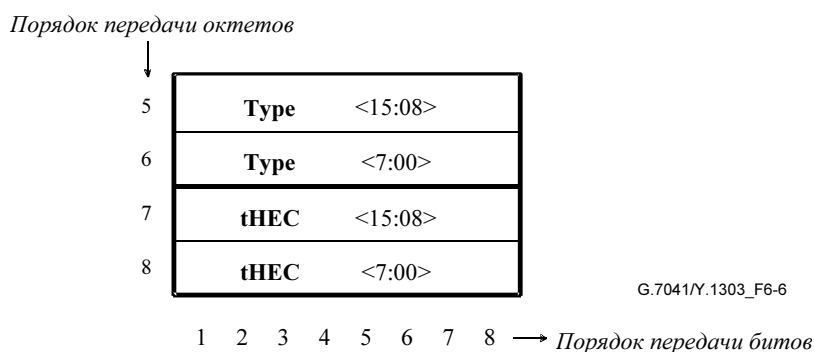 Порядок передачи октетов
5 Type <15:08>
6 Type <7:00>
7 tHEC <15:08>
8 tHEC <7:00>
G.7041/Y.1303_F6-6
1 2 3 4 5 6 7 8 Порядок передачи битов